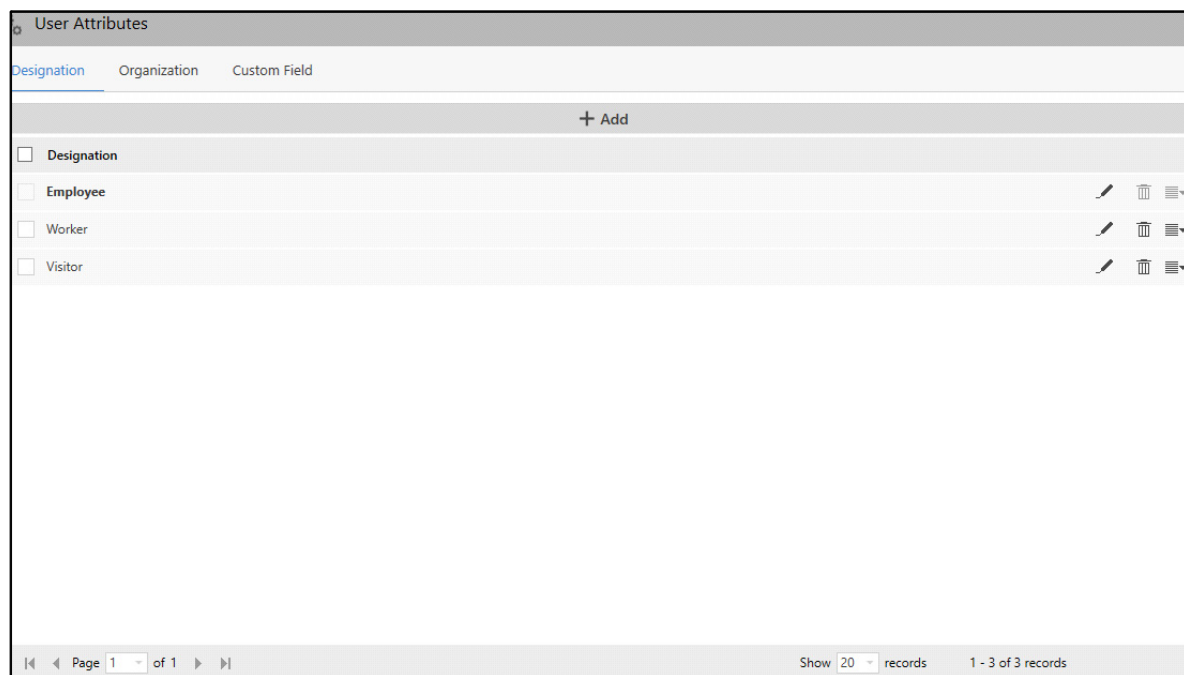 User Attributes
Designation Organization Custom Field
+ Add
Designation
Employee
Worker
Visitor
Page 1 of 1 Show 20 records 1 - 3 of 3 records